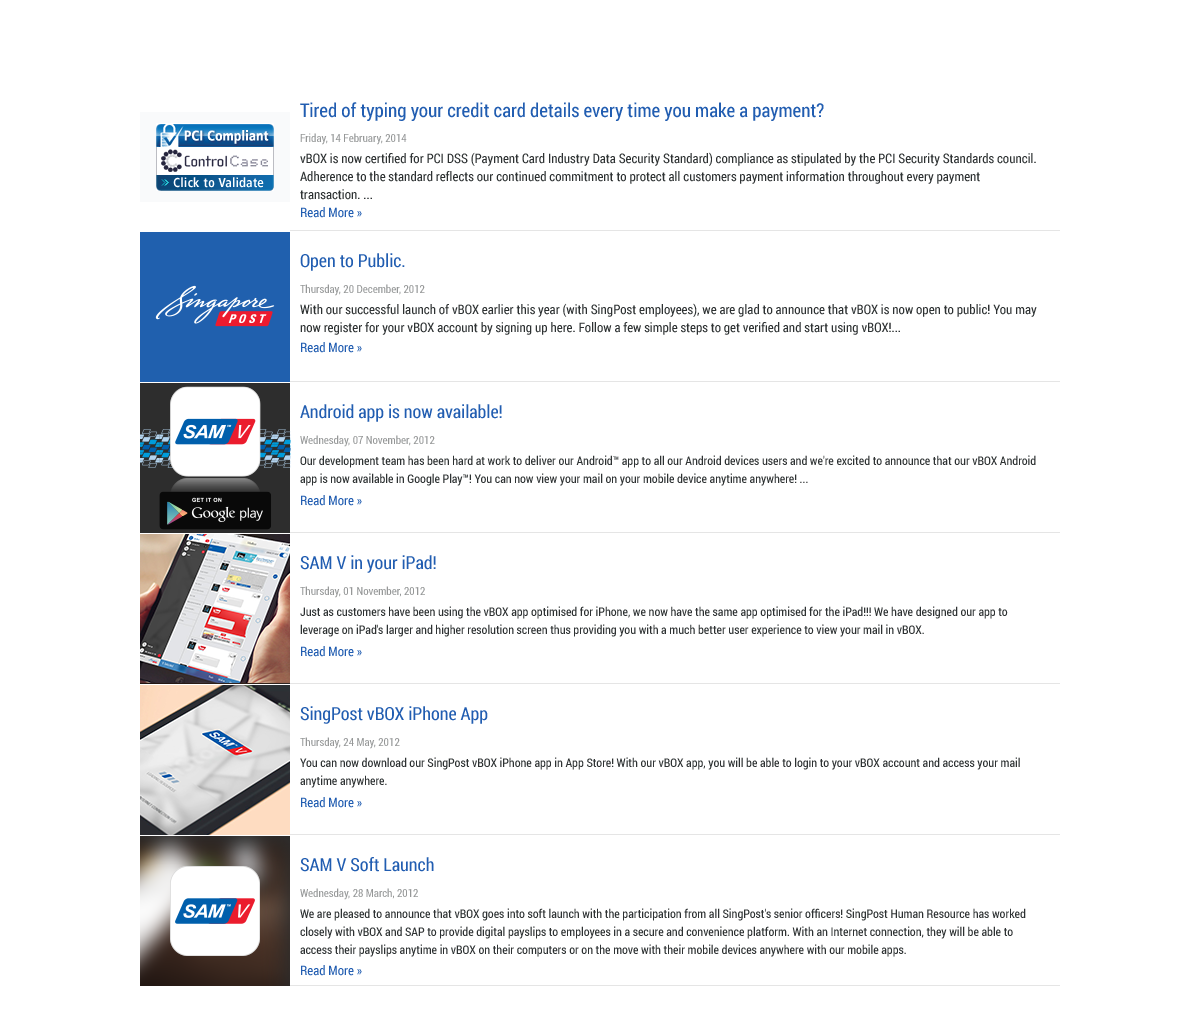 Tired of typing your credit card details every time you make a payment?
PCI Compliant
ControlCase
» Click to Validate
Friday, 14 February, 2014
vBOX is now certified for PCI DSS (Payment Card Industry Data Security Standard) compliance as stipulated by the PCI Security Standards council.
Adherence to the standard reflects our continued commitment to protect all customers payment information throughout every payment
transaction. ...
Read More »
Singapore
POST
Open to Public.
Thursday, 20 December, 2012
With our successful launch of vBOX earlier this year (with SingPost employees), we are glad to announce that vBOX is now open to public! You may
now register for your vBOX account by signing up here. Follow a few simple steps to get verified and start using vBOX!...
Read More »
SAM™ V
GET IT ON
Google play
Android app is now available!
Wednesday, 07 November, 2012
Our development team has been hard at work to deliver our Android™ app to all our Android devices users and we're excited to announce that our vBOX Android
app is now available in Google Play™! You can now view your mail on your mobile device anytime anywhere! ...
Read More »
SAM V in your iPad!
Thursday, 01 November, 2012
Just as customers have been using the vBOX app optimised for iPhone, we now have the same app optimised for the iPad!!! We have designed our app to
leverage on iPad's larger and higher resolution screen thus providing you with a much better user experience to view your mail in vBOX.
Read More »
SAM™ V
SingPost vBOX iPhone App
Thursday, 24 May, 2012
You can now download our SingPost vBOX iPhone app in App Store! With our vBOX app, you will be able to login to your vBOX account and access your mail
anytime anywhere.
Read More »
SAM™ V
SAM V Soft Launch
Wednesday, 28 March, 2012
We are pleased to announce that vBOX goes into soft launch with the participation from all SingPost's senior officers! SingPost Human Resource has worked
closely with vBOX and SAP to provide digital payslips to employees in a secure and convenience platform. With an Internet connection, they will be able to
access their payslips anytime in vBOX on their computers or on the move with their mobile devices anywhere with our mobile apps.
Read More »